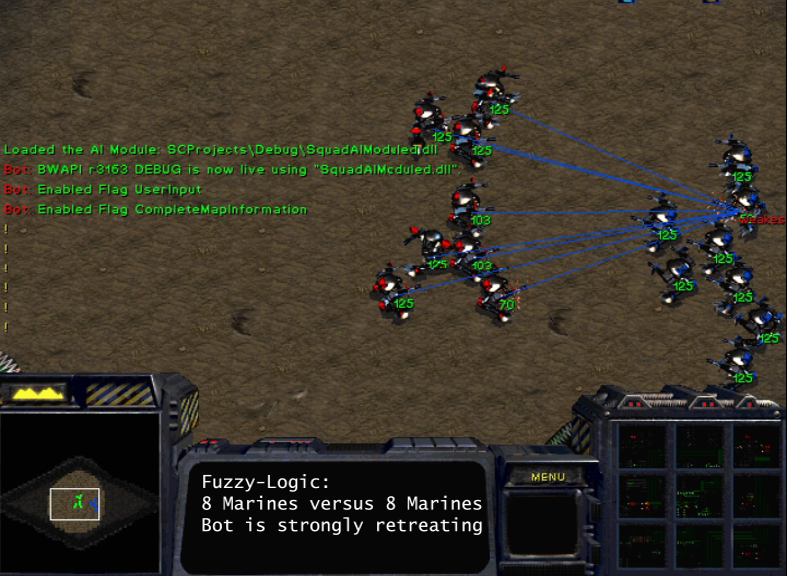 125
125
125
Loaded the AI Module: SCProjects\Debug\SquadAIModuled.dll
Bot: BWAPI r3163 DEBUG is now live using "SquadAIModuled.dll".
125
Bot: Enabled Flag UserInput
Bot: Enabled Flag CompleteMapInformation
103
weakes
!
125
125
!
125
103
!
125
125
125
70
!
!
125
!
125
MENU
Fuzzy-Logic:
8 Marines versus 8 Marines
Bot is strongly retreating